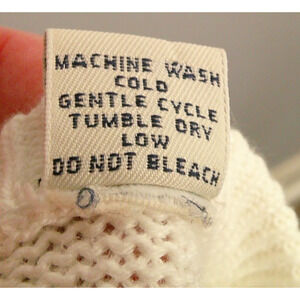 MACHINE WASH
COLD
GENTLE CYCLE
TUMBLE DRY
LOW
DO NOT BLEACH